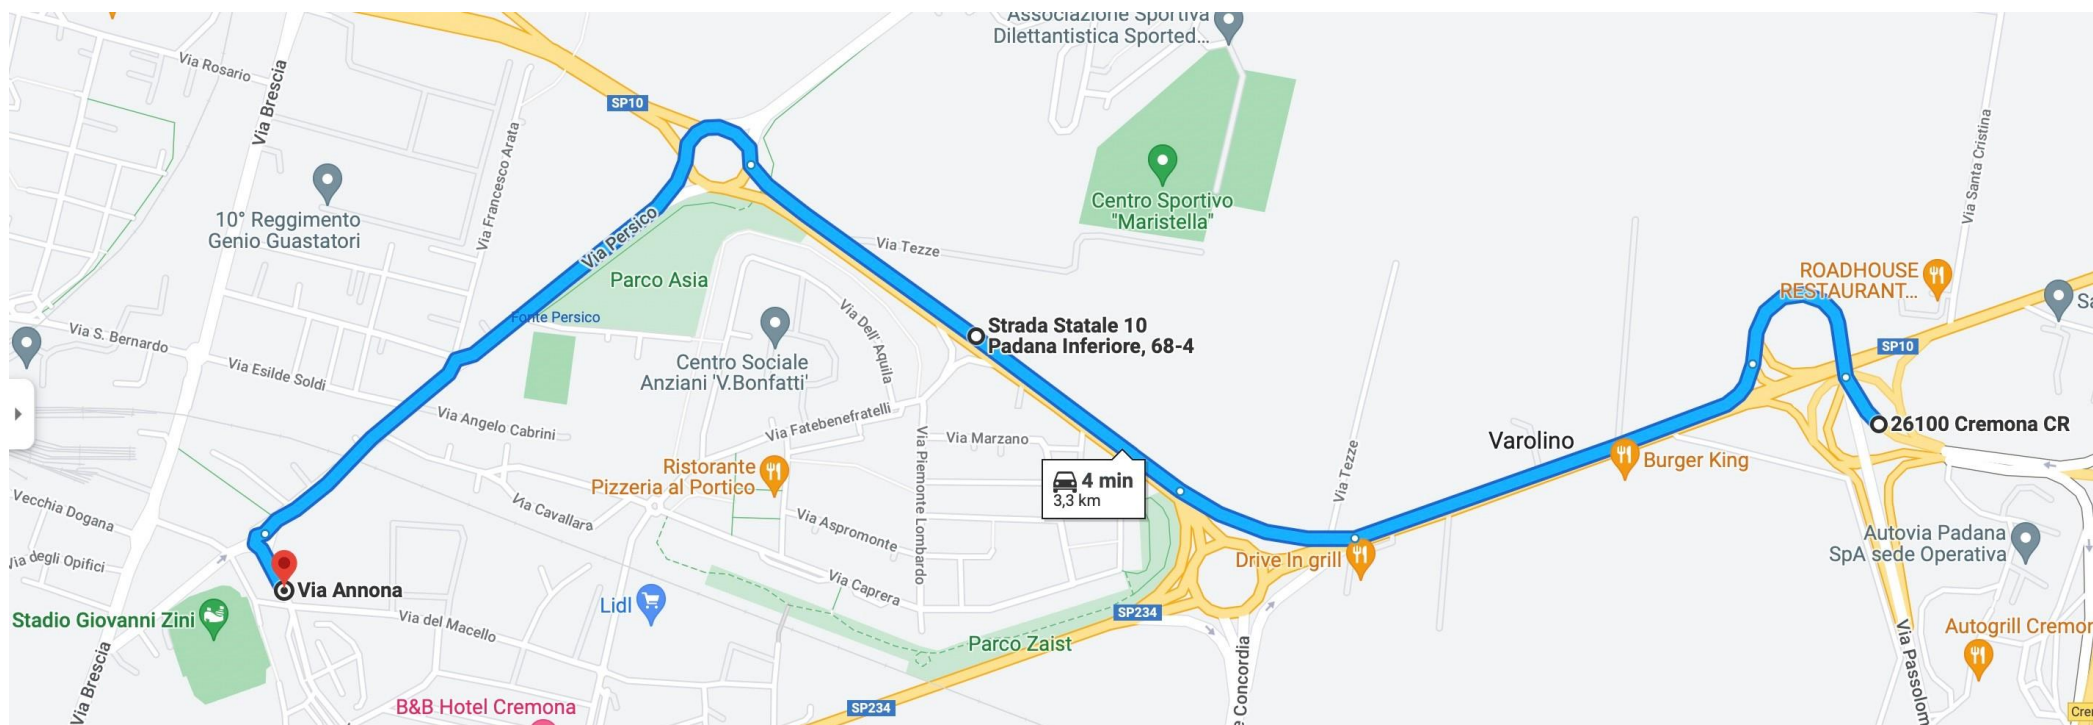 Associazione Sportiva
Dilettantistica Sported...
Via Rosario
Via Brescia
SP10
Via Francesco Arata
Via Santa Cristina
10° Reggimento
Genio Guastatori
Via Persico
Centro Sportivo
"Maristella"
Via Tezze
Parco Asia
ROADHOUSE
RESTAURANT...
Fonte Persico
Via S. Bernardo
Via Dell'Aquila
Strada Statale 10
Padana Inferiore, 68-4
SP10
Centro Sociale
Anziani 'V.Bonfatti'
Via Esilde Soldi
Via Angelo Cabrini
Via Fatebenefratelli
Via Marzano
Varolino
26100 Cremona CR
Burger King
Via Tezze
Ristorante
Pizzeria al Portico
4 min
3,3 km
Vecchia Dogana
Via Cavallara
Via Aspromonte
Via Piemonte Lombardo
Via degli Opifici
Drive In grill
Autovia Padana
SpA sede Operativa
Via Annona
Via Caprera
Stadio Giovanni Zini
Lidl
SP234
Via del Macello
Parco Zaist
Autogrill Cremor
Via Brescia
e Concordia
Via Passolom
B&B Hotel Cremona
SP234